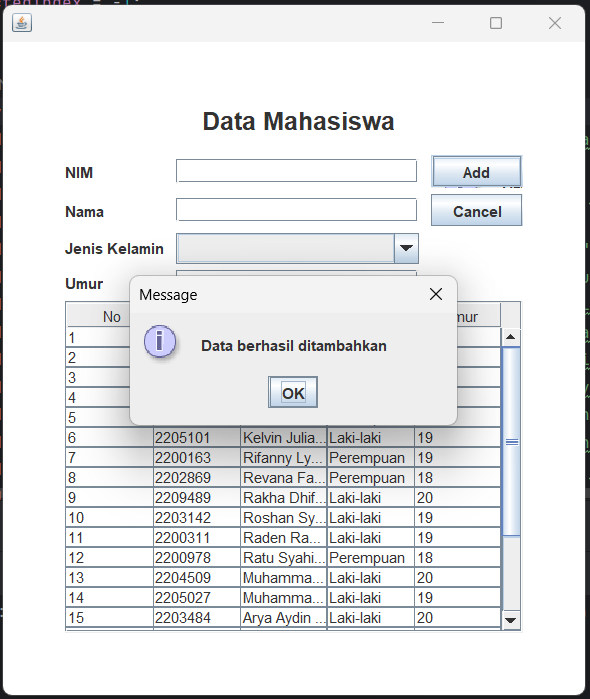 Data Mahasiswa
NIM
Add
Nama
Cancel
Jenis Kelamin
Umur
Message
Data berhasil ditambahkan
OK
No
1
2
3
4
5
6 2205101 Kelvin Julia... Laki-laki 19
7 2200163 Rifanny Ly... Perempuan 19
8 2202869 Revana Fa... Perempuan 18
9 2209489 Rakha Dhif... Laki-laki 20
10 2203142 Roshan Sy... Laki-laki 19
11 2200311 Raden Ra... Laki-laki 19
12 2200978 Ratu Syahi... Perempuan 18
13 2204509 Muhamma... Laki-laki 20
14 2205027 Muhamma... Laki-laki 19
15 2203484 Arya Aydin ... Laki-laki 20